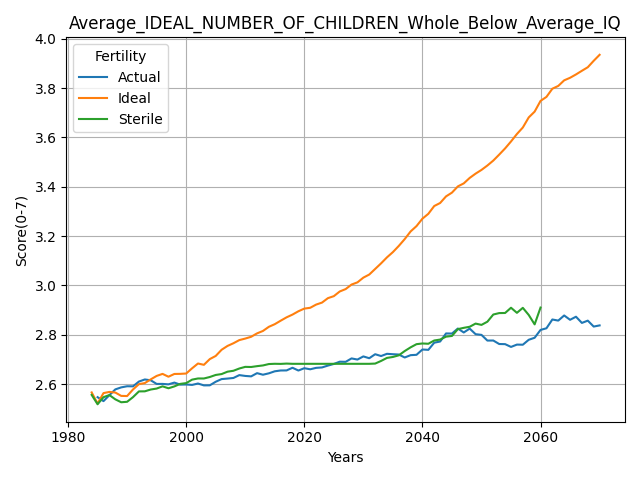 Average_IDEAL_NUMBER_OF_CHILDREN_Whole_Below_Average_IQ
Fertility
Actual
Ideal
Sterile
4.0
3.8
3.6
3.4
3.2
3.0
2.8
2.6
Score(0-7)
1980
2000
2020
2040
2060
Years